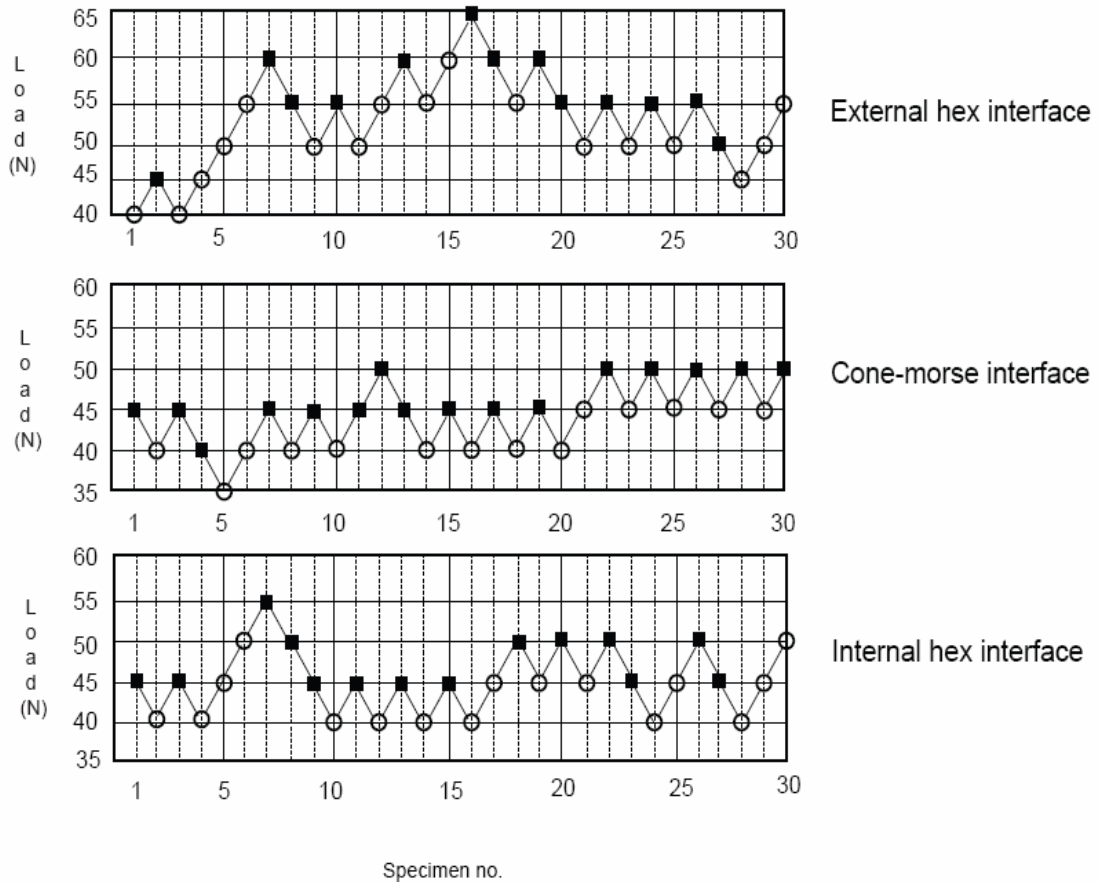 65
60
55
50
45
40
L
o
a
d
(N)
1 5 10 15 20 25 30
External hex interface
60
55
50
45
40
35
L
o
a
d
(N)
1 5 10 15 20 25 30
Cone-morse interface
60
55
50
45
40
35
L
o
a
d
(N)
1 5 10 15 20 25 30
Internal hex interface
Specimen no.